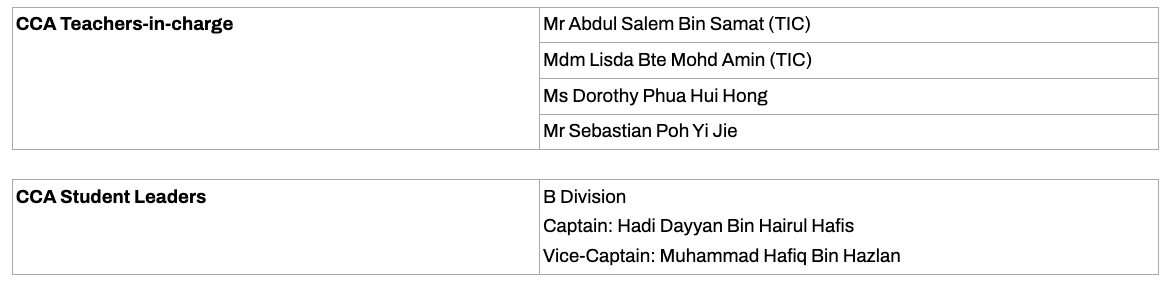 CCA Teachers-in-charge
Mr Abdul Salem Bin Samat (TIC)
Mdm Lisda Bte Mohd Amin (TIC)
Ms Dorothy Phua Hui Hong
Mr Sebastian Poh Yi Jie
CCA Student Leaders
B Division
Captain: Hadi Dayyan Bin Hairul Hafis
Vice-Captain: Muhammad Hafiq Bin Hazlan